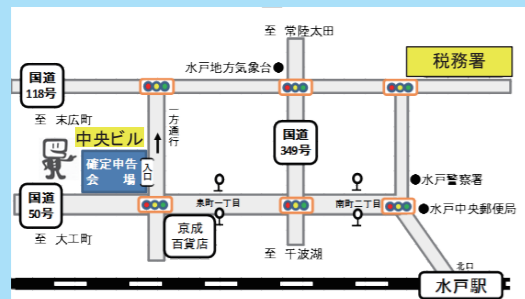 至 常陸太田
水戸地方気象台
税務署
国道
118号
至 末広町
一方通行
中央ビル
国道
349号
確定申告
会 場
入口
水戸警察署
国道
50号
泉町一丁目
南町二丁目
水戸中央郵便局
京成
百貨店
至 大工町
至 千波湖
北口
水戸駅